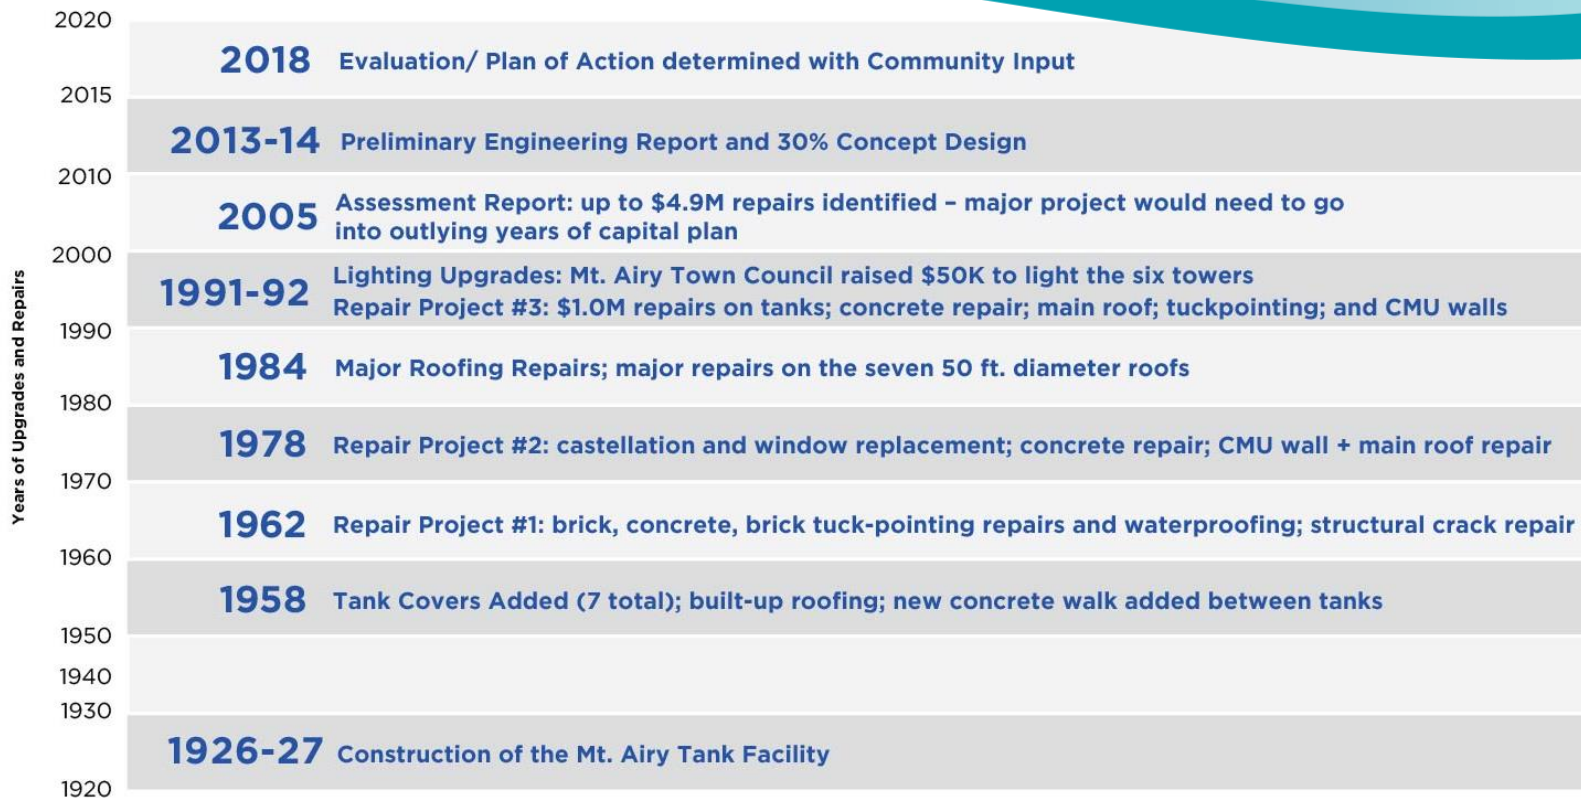 2020
2018 Evaluation/ Plan of Action determined with Community Input
2015
2013-14 Preliminary Engineering Report and 30% Concept Design
2010
2005 Assessment Report: up to $4.9M repairs identified – major project would need to go
into outlying years of capital plan
2000
1991-92 Lighting Upgrades: Mt. Airy Town Council raised $50K to light the six towers
Repair Project #3: $1.0M repairs on tanks; concrete repair; main roof; tuckpointing; and CMU walls
1990
1984 Major Roofing Repairs; major repairs on the seven 50 ft. diameter roofs
1980
1978 Repair Project #2: castellation and window replacement; concrete repair; CMU wall + main roof repair
1970
1962 Repair Project #1: brick, concrete, brick tuck-pointing repairs and waterproofing; structural crack repair
1960
1958 Tank Covers Added (7 total); built-up roofing; new concrete walk added between tanks
1950
1940
1930
1926-27 Construction of the Mt. Airy Tank Facility
1920
Years of Upgrades and Repairs